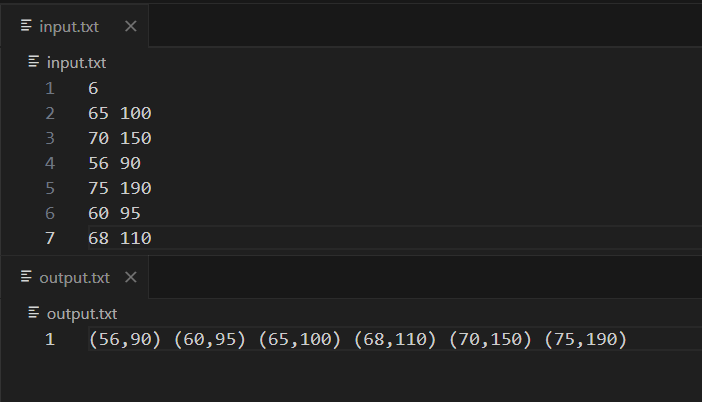 input.txt
input.txt
1 6
2 65 100
3 70 150
4 56 90
5 75 190
6 60 95
7 68 110
output.txt
output.txt
1 (56,90) (60,95) (65,100) (68,110) (70,150) (75,190)